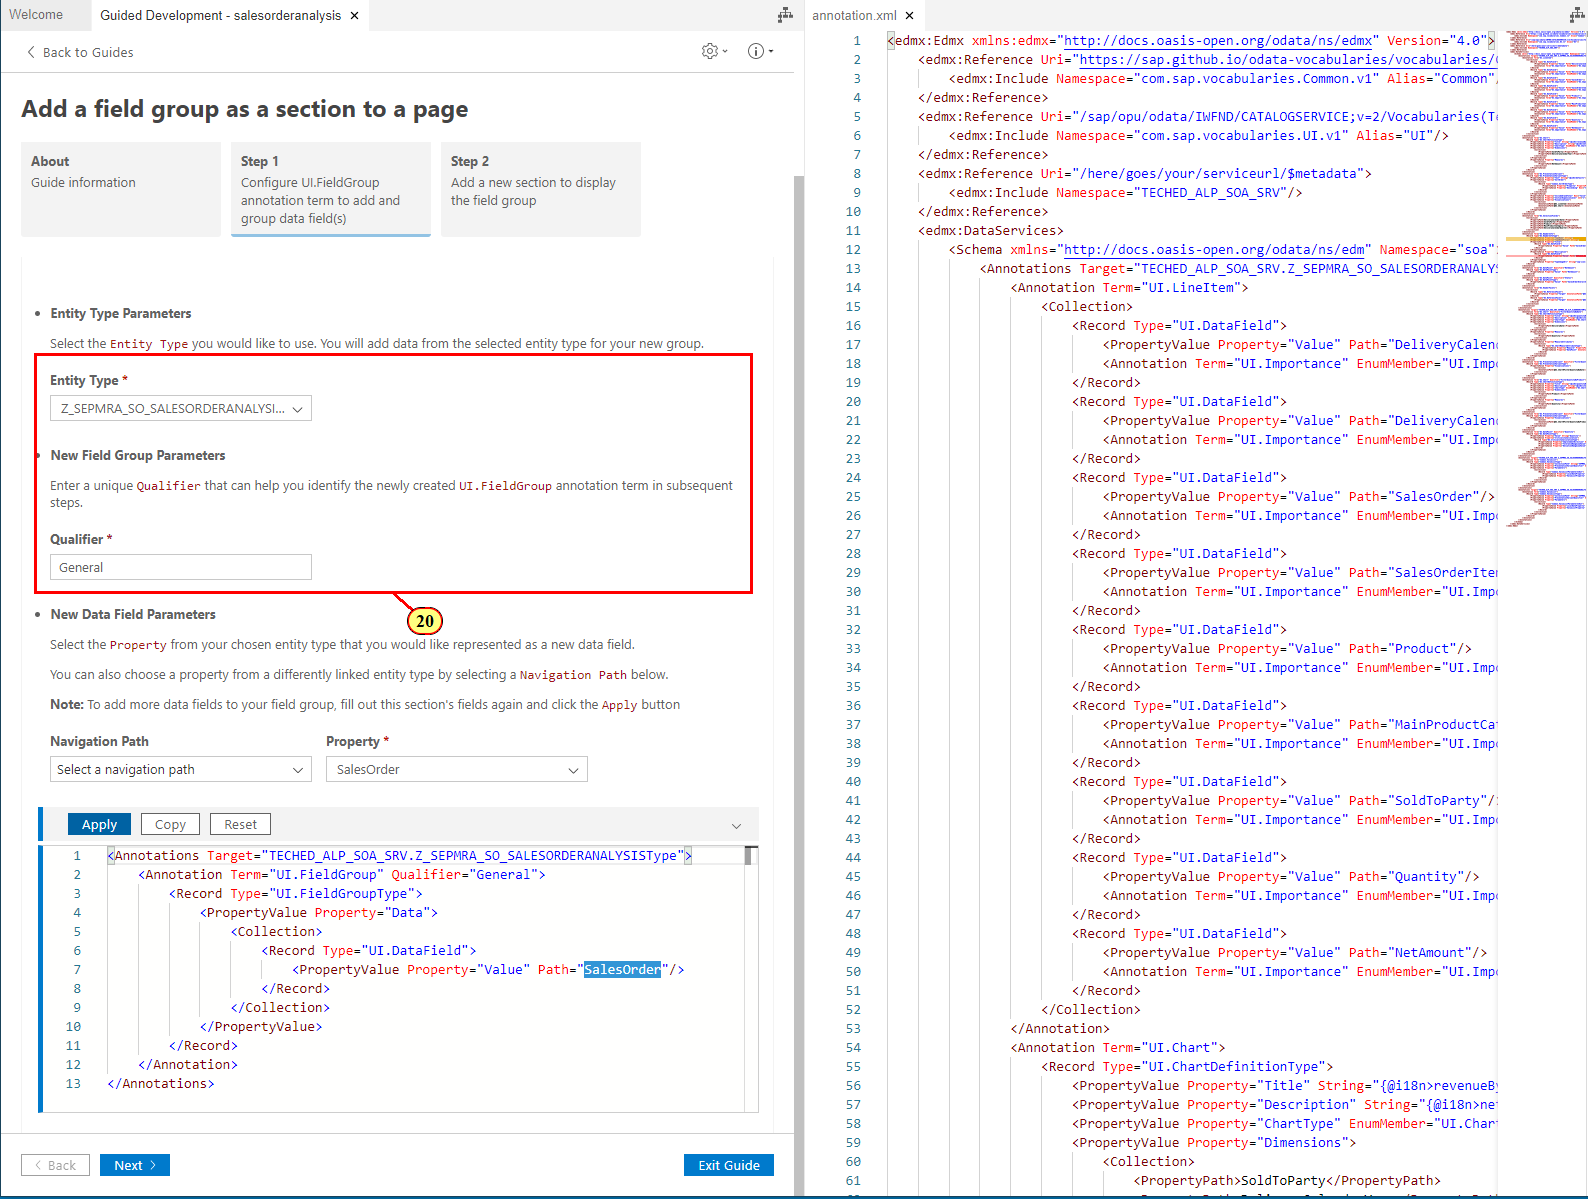 Welcome
Guided Development - salesorderanalysis
Back to Guides
Add a field group as a section to a page
About
Guide information
Step 1
Configure UI.FieldGroup
annotation term to add and
group data field(s)
Step 2
Add a new section to display
the field group
Entity Type Parameters
Select the Entity Type you would like to use. You will add data from the selected entity type for your new group.
Entity Type *
Z_SEPMRA_SO_SALESORDERANALYSI...
New Field Group Parameters
Enter a unique Qualifier that can help you identify the newly created UI.FieldGroup annotation term in subsequent
steps.
Qualifier *
General
20
New Data Field Parameters
Select the Property from your chosen entity type that you would like represented as a new data field.
You can also choose a property from a differently linked entity type by selecting a Navigation Path below.
Note: To add more data fields to your field group, fill out this section's fields again and click the Apply button
Navigation Path
Property *
Select a navigation path
SalesOrder
Apply
Copy
Reset
1 <Annotations Target="TECHED_ALP_SOA_SRV.Z_SEPMRA_SO_SALESORDERANALYSISType">
2 <Annotation Term="UI.FieldGroup" Qualifier="General">
3 <Record Type="UI.FieldGroupType">
4 <PropertyValue Property="Data">
5 <Collection>
6 <Record Type="UI.DataField">
7 <PropertyValue Property="Value" Path="SalesOrder"/>
8 </Record>
9 </Collection>
10 </PropertyValue>
11 </Record>
12 </Annotation>
13 </Annotations>
Back
Next
Exit Guide
annotation.xml
1 <edmx:Edmx xmlns:edmx="http://docs.oasis-open.org/odata/ns/edmx" Version="4.0">
2 <edmx:Reference Uri="https://sap.github.io/odata-vocabularies/vocabularies/
3 <edmx:Include Namespace="com.sap.vocabularies.Common.v1" Alias="Common"
4 </edmx:Reference>
5 <edmx:Reference Uri="/sap/opu/odata/IWFND/CATALOGSERVICE;v=2/Vocabularies(Te
6 <edmx:Include Namespace="com.sap.vocabularies.UI.v1" Alias="UI"/>
7 </edmx:Reference>
8 <edmx:Reference Uri="/here/goes/your/serviceurl/$metadata">
9 <edmx:Include Namespace="TECHED_ALP_SOA_SRV"/>
10 </edmx:Reference>
11 <edmx:DataServices>
12 <Schema xmlns="http://docs.oasis-open.org/odata/ns/edm" Namespace="soa"
13 <Annotations Target="TECHED_ALP_SOA_SRV.Z_SEPMRA_SO_SALESORDERANALYS
14 <Annotation Term="UI.LineItem">
15 <Collection>
16 <Record Type="UI.DataField">
17 <PropertyValue Property="Value" Path="DeliveryCalend
18 <Annotation Term="UI.Importance" EnumMember="UI.Impo
19 </Record>
20 <Record Type="UI.DataField">
21 <PropertyValue Property="Value" Path="DeliveryCalend
22 <Annotation Term="UI.Importance" EnumMember="UI.Impo
23 </Record>
24 <Record Type="UI.DataField">
25 <PropertyValue Property="Value" Path="SalesOrder"/>
26 <Annotation Term="UI.Importance" EnumMember="UI.Impo
27 </Record>
28 <Record Type="UI.DataField">
29 <PropertyValue Property="Value" Path="SalesOrderItem
30 <Annotation Term="UI.Importance" EnumMember="UI.Impo
31 </Record>
32 <Record Type="UI.DataField">
33 <PropertyValue Property="Value" Path="Product"/>
34 <Annotation Term="UI.Importance" EnumMember="UI.Impo
35 </Record>
36 <Record Type="UI.DataField">
37 <PropertyValue Property="Value" Path="MainProductCat
38 <Annotation Term="UI.Importance" EnumMember="UI.Impo
39 </Record>
40 <Record Type="UI.DataField">
41 <PropertyValue Property="Value" Path="SoldToParty"/>
42 <Annotation Term="UI.Importance" EnumMember="UI.Impo
43 </Record>
44 <Record Type="UI.DataField">
45 <PropertyValue Property="Value" Path="Quantity"/>
46 <Annotation Term="UI.Importance" EnumMember="UI.Impo
47 </Record>
48 <Record Type="UI.DataField">
49 <PropertyValue Property="Value" Path="NetAmount"/>
50 <Annotation Term="UI.Importance" EnumMember="UI.Impo
51 </Record>
52 </Collection>
53 </Annotation>
54 <Annotation Term="UI.Chart">
55 <Record Type="UI.ChartDefinitionType">
56 <PropertyValue Property="Title" String="{@i18n>revenueBy
57 <PropertyValue Property="Description" String="{@i18n>net
58 <PropertyValue Property="ChartType" EnumMember="UI.Chart
59 <PropertyValue Property="Dimensions">
60 <Collection>
61 <PropertyPath>SoldToParty</PropertyPath>